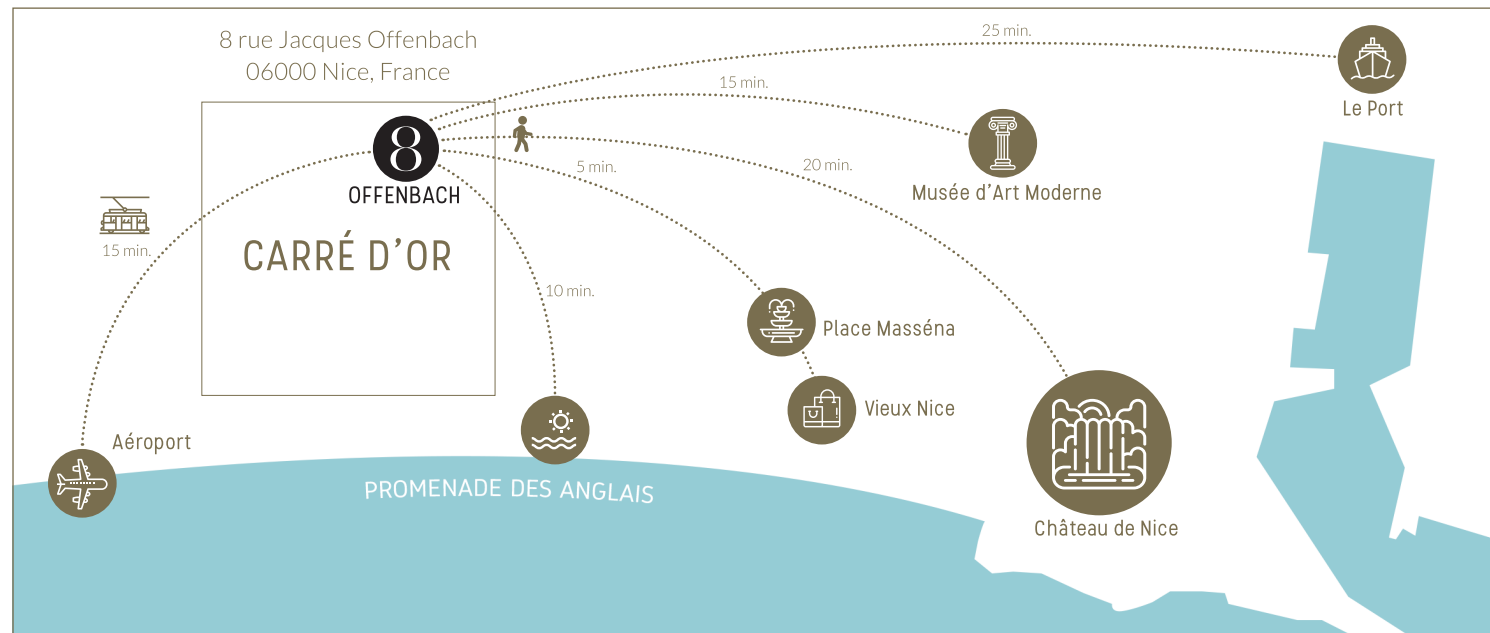 8 rue Jacques Offenbach
06000 Nice, France
25 min.
15 min.
Le Port
8
OFFENBACH
5 min.
20 min.
Musée d'Art Moderne
CARRÉ D'OR
15 min.
10 min.
Place Masséna
Vieux Nice
Aéroport
PROMENADE DES ANGLAIS
Château de Nice